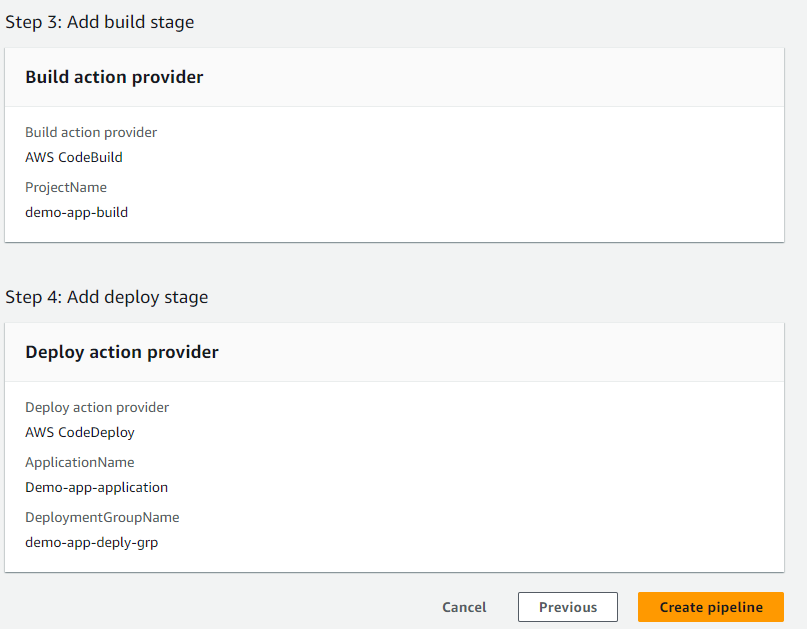 Step 3: Add build stage
Build action provider
Build action provider
AWS CodeBuild
ProjectName
demo-app-build
Step 4: Add deploy stage
Deploy action provider
Deploy action provider
AWS CodeDeploy
ApplicationName
Demo-app-application
DeploymentGroupName
demo-app-deply-grp
Cancel Previous Create pipeline